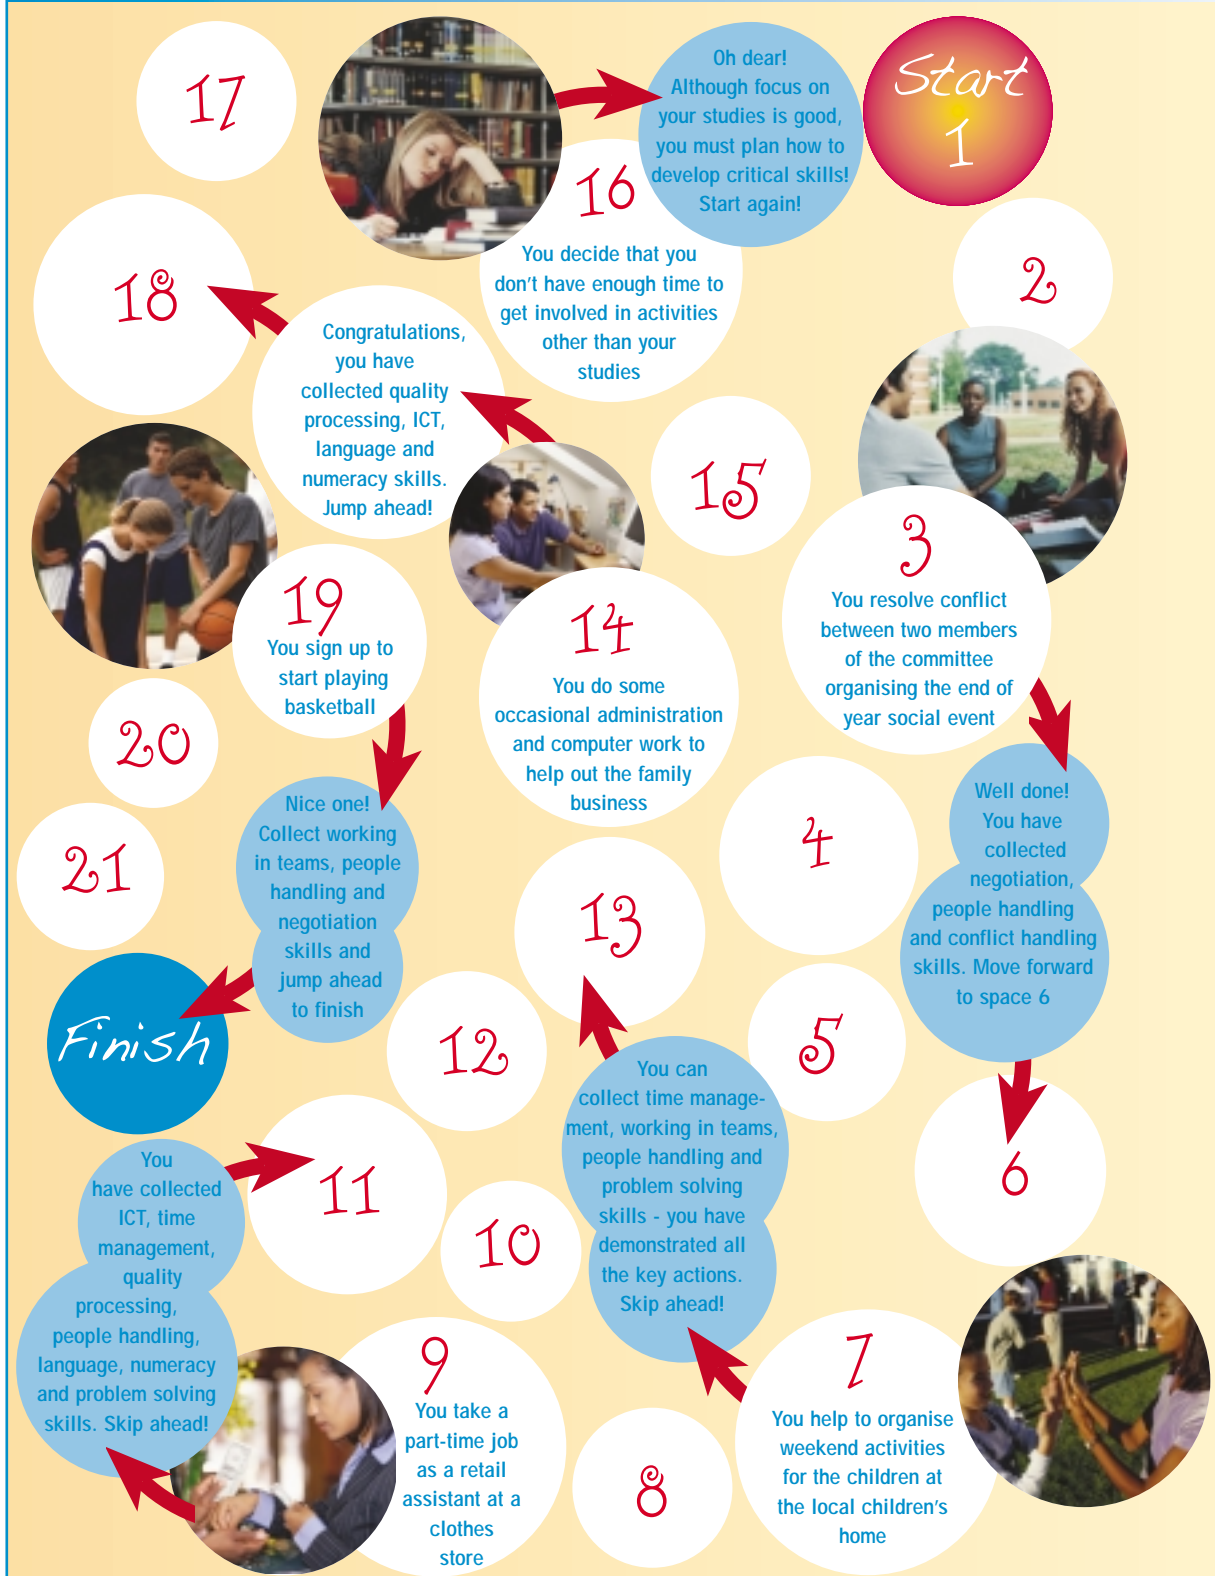 Start
1
2
3
You resolve conflict
between two members
of the committee
organising the end of
year social event
Well done!
You have
collected
negotiation,
people handling
and conflict handling
skills. Move forward
to space 6
4
5
6
7
You help to organise
weekend activities
for the children at
the local children's
home
You can
collect time manage-
ment, working in teams,
people handling and
problem solving
skills - you have
demonstrated all
the key actions.
Skip ahead!
8
9
You take a
part-time job
as a retail
assistant at a
clothes
store
You
have collected
ICT, time
management,
quality
processing,
people handling,
language, numeracy
and problem solving
skills. Skip ahead!
10
11
12
13
14
You do some
occasional administration
and computer work to
help out the family
business
Congratulations,
you have
collected quality
processing, ICT,
language and
numeracy skills.
Jump ahead!
15
16
You decide that you
don't have enough time to
get involved in activities
other than your
studies
Oh dear!
Although focus on
your studies is good,
you must plan how to
develop critical skills!
Start again!
17
18
19
You sign up to
start playing
basketball
Nice one!
Collect working
in teams, people
handling and
negotiation
skills and
jump ahead
to finish
20
21
Finish